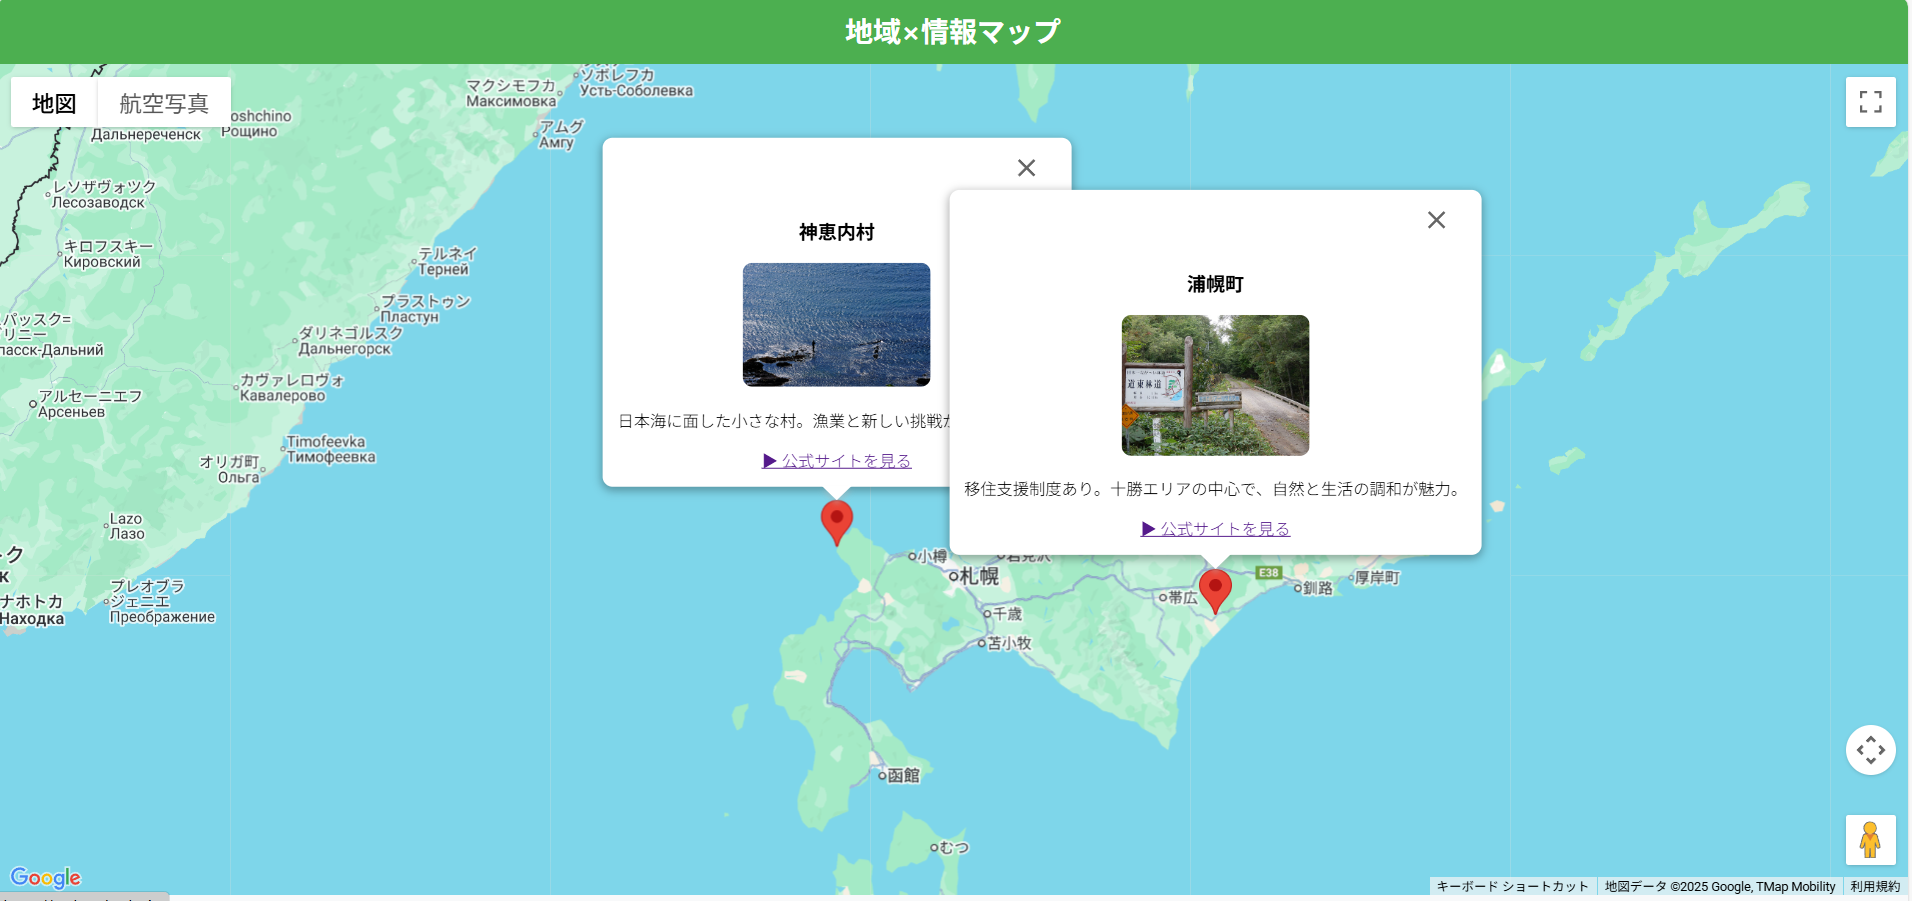 地域×情報マップ
地図
航空写真
マクシモフカ
Максимовка
ソボレフカ
Усть-Соболевка
アムグ
Амгу
oshchino
Рощино
Дальнереченск
レソザヴォツク
Лесозаводск
キロフスキー
Кировский
テルネイ
Терней
プラストゥン
Пластун
ダリネゴルスク
Дальнегорск
パッスク=
リニー
асск-Дальний
カヴァレロヴォ
Кавалерово
アルセーニエフ
Арсеньев
Timofeevka
Тимофеевка
オリガ町
Ольга
Lazo
Лазо
ーク
к
プレオブラ
ジェニエ
Преображение
ナホトカ
Находка
神恵内村
日本海に面した小さな村。漁業と新しい挑戦が
▶ 公式サイトを見る
浦幌町
道東林道
移住支援制度あり。十勝エリアの中心で、自然と生活の調和が魅力。
▶ 公式サイトを見る
小樽
岩見沢
札幌
千歳
苫小牧
帯広
E38
釧路
厚岸町
函館
むつ
Google
キーボード ショートカット
地図データ ©2025 Google, TMap Mobility
利用規約